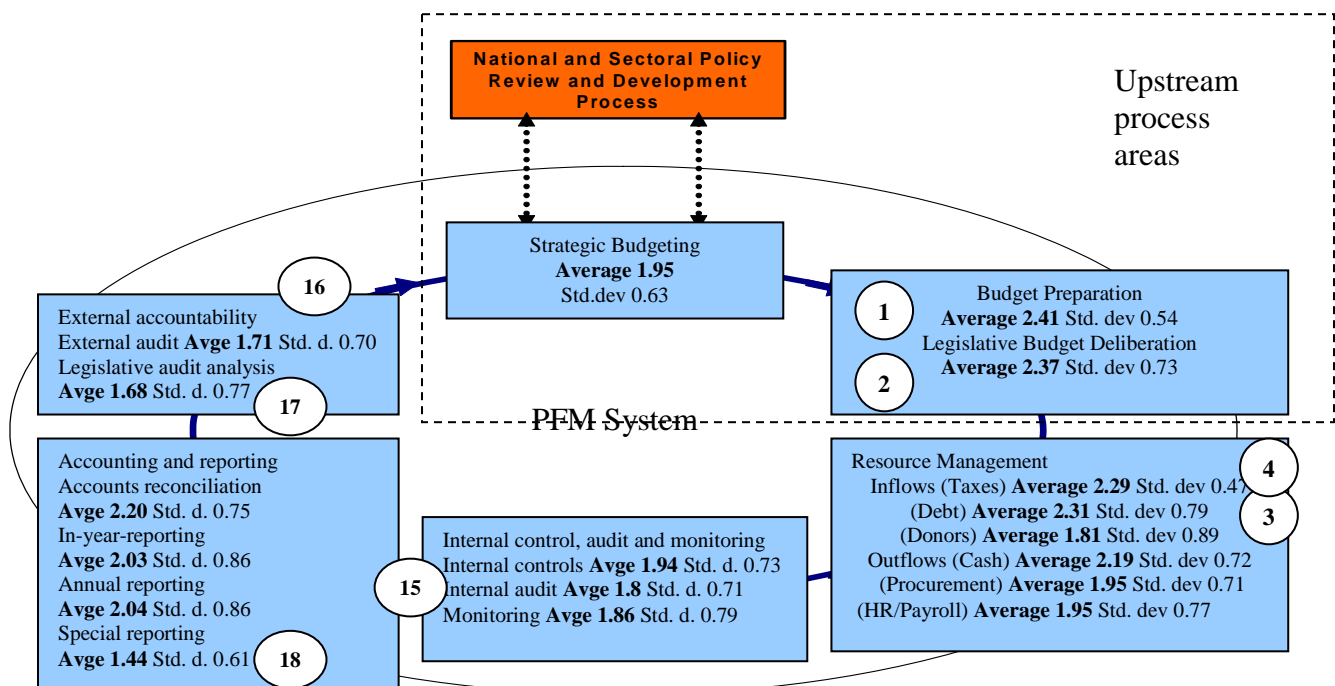 National and Sectoral Policy
Review and Development
Process
Upstream
process
areas
Strategic Budgeting
Average 1.95
Std.dev 0.63
16
External accountability
External audit Avge 1.71 Std. d. 0.70
Legislative audit analysis
Avge 1.68 Std. d. 0.77
17
1
Budget Preparation
Average 2.41 Std. dev 0.54
Legislative Budget Deliberation
Average 2.37 Std. dev 0.73
2
PFM System
Accounting and reporting
Accounts reconciliation
Avge 2.20 Std. d. 0.75
In-year-reporting
Avge 2.03 Std. d. 0.86
Annual reporting
Avge 2.04 Std. d. 0.86
Special reporting
Avge 1.44 Std. d. 0.61
18
15
Internal control, audit and monitoring
Internal controls Avge 1.94 Std. d. 0.73
Internal audit Avge 1.8 Std. d. 0.71
Monitoring Avge 1.86 Std. d. 0.79
Resource Management
Inflows (Taxes) Average 2.29 Std. dev 0.47
(Debt) Average 2.31 Std. dev 0.79
(Donors) Average 1.81 Std. dev 0.89
Outflows (Cash) Average 2.19 Std. dev 0.72
(Procurement) Average 1.95 Std. dev 0.71
(HR/Payroll) Average 1.95 Std. dev 0.77
4
3